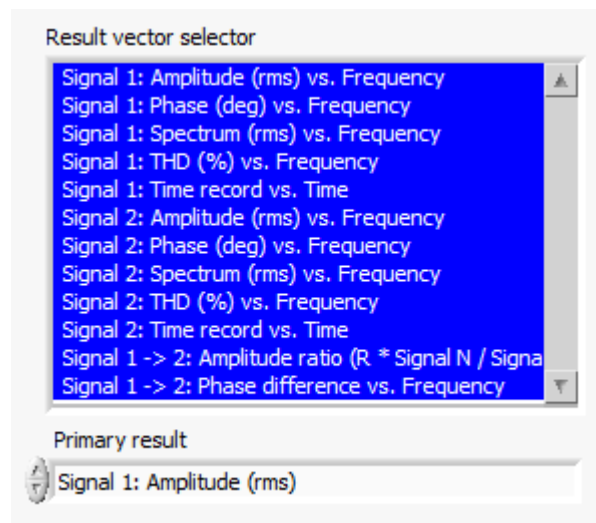 Result vector selector
Signal 1: Amplitude (rms) vs. Frequency
Signal 1: Phase (deg) vs. Frequency
Signal 1: Spectrum (rms) vs. Frequency
Signal 1: THD (%) vs. Frequency
Signal 1: Time record vs. Time
Signal 2: Amplitude (rms) vs. Frequency
Signal 2: Phase (deg) vs. Frequency
Signal 2: Spectrum (rms) vs. Frequency
Signal 2: THD (%) vs. Frequency
Signal 2: Time record vs. Time
Signal 1 -> 2: Amplitude ratio (R * Signal N / Signa
Signal 1 -> 2: Phase difference vs. Frequency
Primary result
Signal 1: Amplitude (rms)